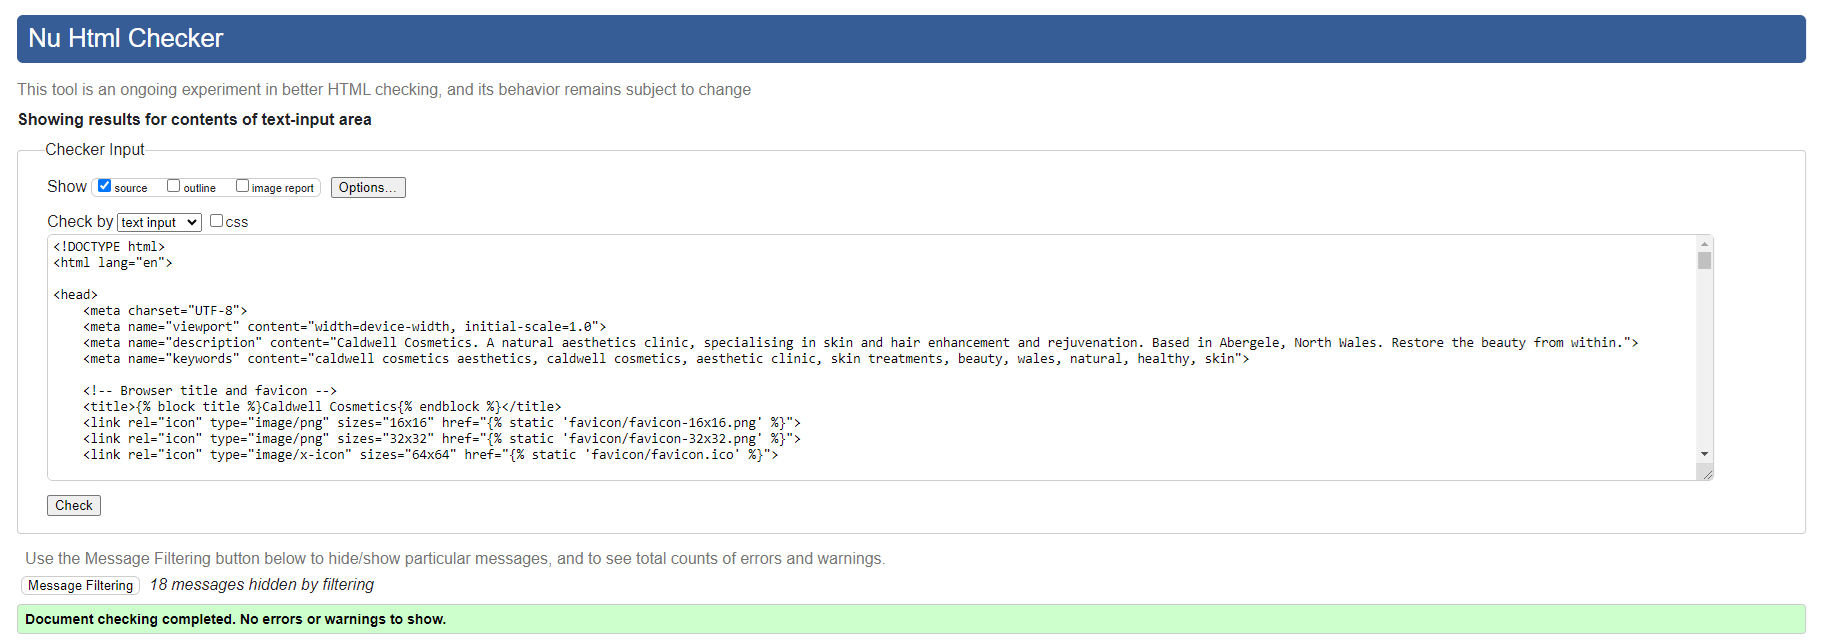 Nu Html Checker
This tool is an ongoing experiment in better HTML checking, and its behavior remains subject to change
Showing results for contents of text-input area
Checker Input
Show source outline image report Options...
Check by text input css
<!DOCTYPE html>
<html lang="en">
<head>
<meta charset="UTF-8">
<meta name="viewport" content="width=device-width, initial-scale=1.0">
<meta name="description" content="Caldwell Cosmetics. A natural aesthetics clinic, specialising in skin and hair enhancement and rejuvenation. Based in Abergele, North Wales. Restore the beauty from within.">
<meta name="keywords" content="caldwell cosmetics aesthetics, caldwell cosmetics, aesthetic clinic, skin treatments, beauty, wales, natural, healthy, skin">
<!-- Browser title and favicon -->
<title>{% block title %}Caldwell Cosmetics{% endblock %}</title>
<link rel="icon" type="image/png" sizes="16x16" href="{% static 'favicon/favicon-16x16.png' %}">
<link rel="icon" type="image/png" sizes="32x32" href="{% static 'favicon/favicon-32x32.png' %}">
<link rel="icon" type="image/x-icon" sizes="64x64" href="{% static 'favicon/favicon.ico' %}">
Check
Use the Message Filtering button below to hide/show particular messages, and to see total counts of errors and warnings.
Message Filtering 18 messages hidden by filtering
Document checking completed. No errors or warnings to show.